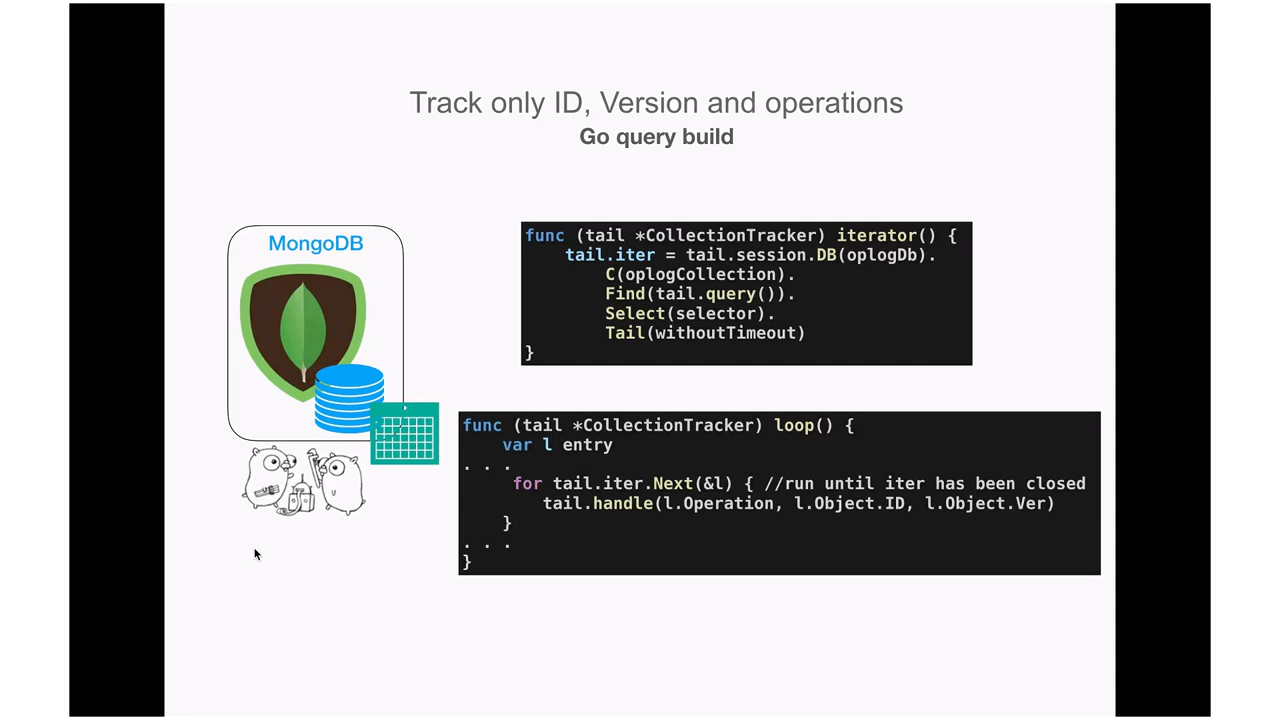 Track only ID, Version and operations
Go query build
MongoDB
func (tail *CollectionTracker) iterator() {
    tail.iter = tail.session.DB(oplogDb).
        C(oplogCollection).
        Find(tail.query()).
        Select(selector).
        Tail(withoutTimeout)
}
func (tail *CollectionTracker) loop() {
    var l entry
. . .
     for tail.iter.Next(&l) { //run until iter has been closed
        tail.handle(l.Operation, l.Object.ID, l.Object.Ver)
    }
. . .
}